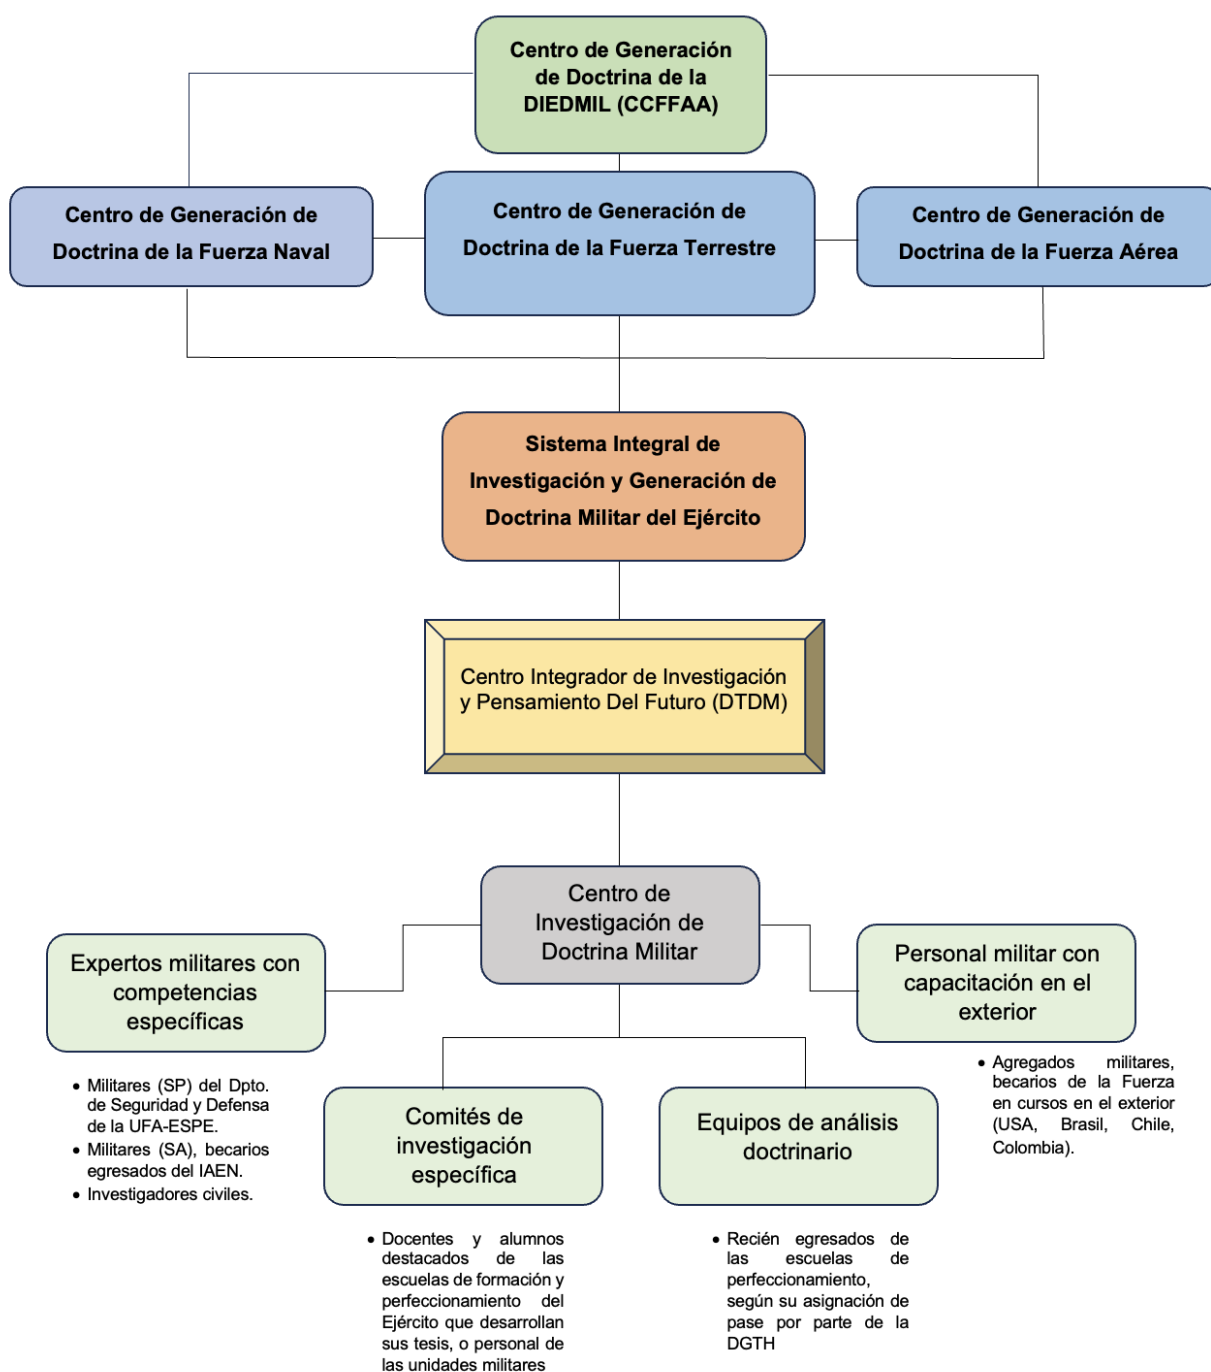 Centro de Generación
de Doctrina de la
DIEDMIL (CCFFAA)
Centro de Generación de
Doctrina de la Fuerza Naval
Centro de Generación de
Doctrina de la Fuerza Terrestre
Centro de Generación de
Doctrina de la Fuerza Aérea
Sistema Integral de
Investigación y Generación de
Doctrina Militar del Ejército
Centro Integrador de Investigación
y Pensamiento Del Futuro (DTDM)
Centro de
Investigación de
Doctrina Militar
Expertos militares con
competencias
específicas
• Militares (SP) del Dpto.
de Seguridad y Defensa
de la UFA-ESPE.
• Militares (SA), becarios
egresados del IAEN.
• Investigadores civiles.
Comités de
investigación
específica
• Docentes y alumnos
destacados de las
escuelas de formación y
perfeccionamiento del
Ejército que desarrollan
sus tesis, o personal de
las unidades militares
Equipos de análisis
doctrinario
• Recién egresados de
las escuelas de
perfeccionamiento,
según su asignación de
pase por parte de la
DGTH
Personal militar con
capacitación en el
exterior
• Agregados militares,
becarios de la Fuerza
en cursos en el exterior
(USA, Brasil, Chile,
Colombia).